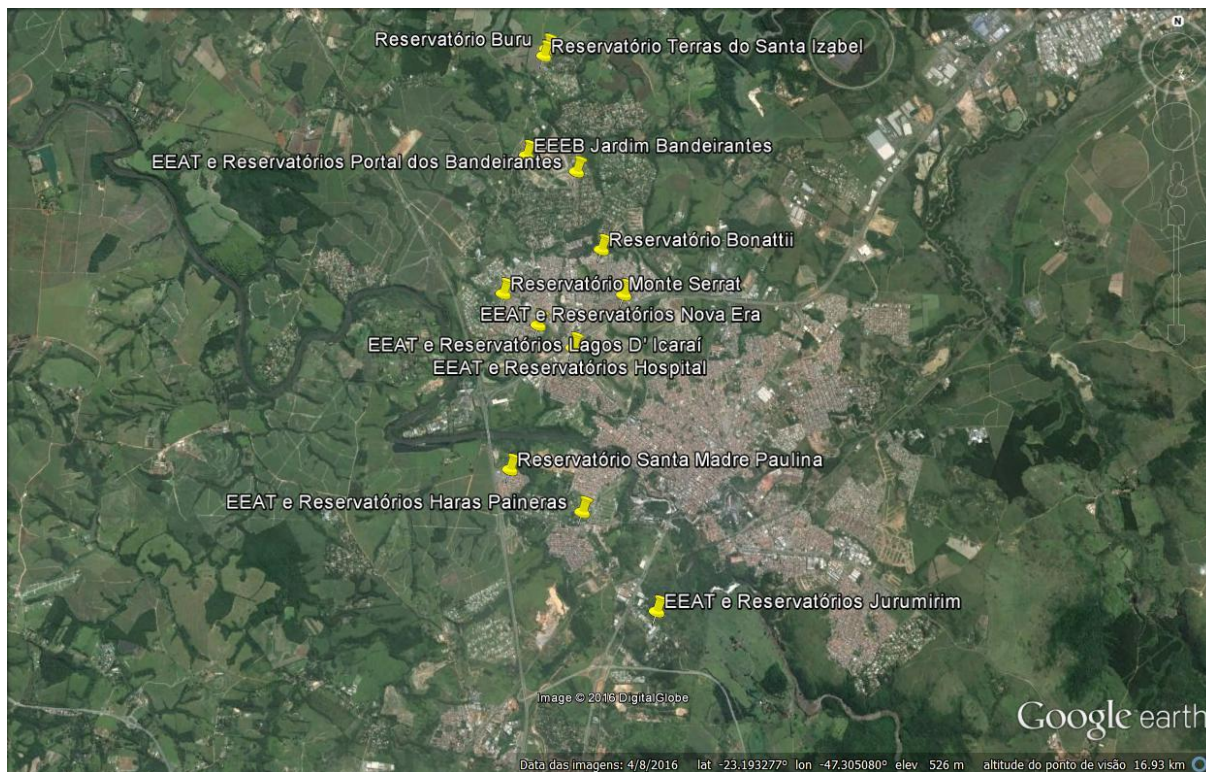 N
Reservatório Buru
Reservatório Terras do Santa Izabel
EEEB Jardim Bandeirantes
EEAT e Reservatórios Portal dos Bandeirantes
Reservatório Bonattii
Reservatório Monte Serrat
EEAT e Reservatórios Nova Era
EEAT e Reservatórios Lagos D' Icaraí
EEAT e Reservatórios Hospital
Reservatório Santa Madre Paulina
EEAT e Reservatórios Haras Paineras
EEAT e Reservatórios Jurumirim
Image © 2016 DigitalGlobe
Google earth
Data das imagens: 4/8/2016 lat -23.193277° lon -47.305080° elev 526 m altitude do ponto de visão 16.93 km